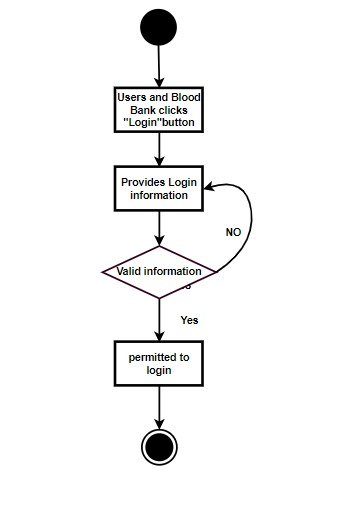 Users and Blood
Bank clicks
"Login"button
Provides Login
information
NO
Valid information
Yes
permitted to
login